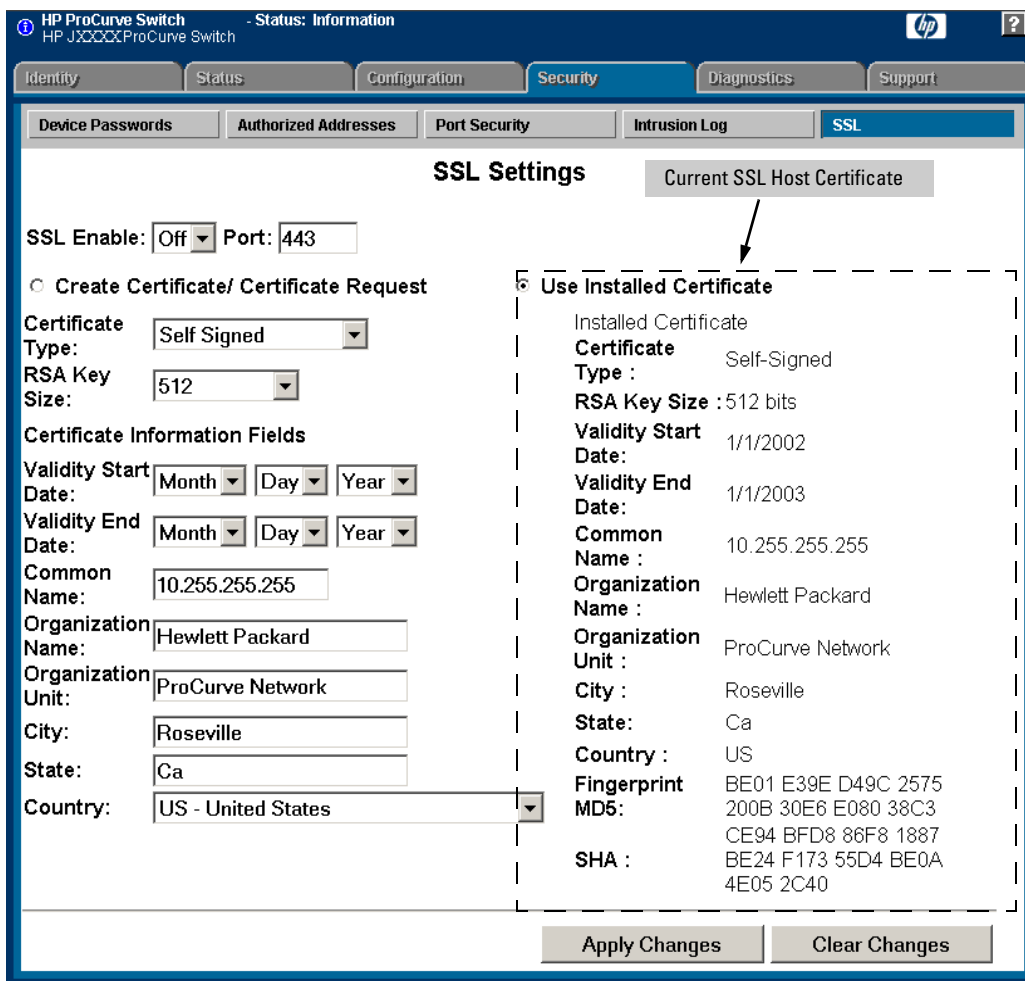 HP ProCurve Switch - Status: Information
HP JXXXXProCurve Switch
hp
?
Identity Status Configuration Security Diagnostics Support
Device Passwords Authorized Addresses Port Security Intrusion Log SSL
SSL Settings
Current SSL Host Certificate
SSL Enable: Off Port: 443
Create Certificate/ Certificate Request
Certificate
Type: Self Signed
RSA Key
Size: 512
Certificate Information Fields
Validity Start
Date: Month Day Year
Validity End
Date: Month Day Year
Common
Name: 10.255.255.255
Organization
Name: Hewlett Packard
Organization
Unit: ProCurve Network
City: Roseville
State: Ca
Country: US - United States
Use Installed Certificate
Installed Certificate
Certificate
Type : Self-Signed
RSA Key Size : 512 bits
Validity Start
Date: 1/1/2002
Validity End
Date: 1/1/2003
Common
Name : 10.255.255.255
Organization
Name : Hewlett Packard
Organization
Unit : ProCurve Network
City : Roseville
State: Ca
Country : US
Fingerprint BE01 E39E D49C 2575
MD5: 200B 30E6 E080 38C3
CE94 BFD8 86F8 1887
SHA : BE24 F173 55D4 BE0A
4E05 2C40
Apply Changes Clear Changes